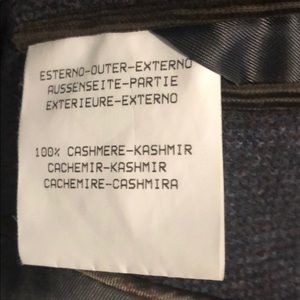 ESTERNO-OUTER-EXTERNO
AUSSENSEITE-PARTIE
EXTERIEURE-EXTERNO
100% CASHMERE-KASHMIR
CACHEMIR-KASHMIR
CACHEMIRE-CASHMIRA